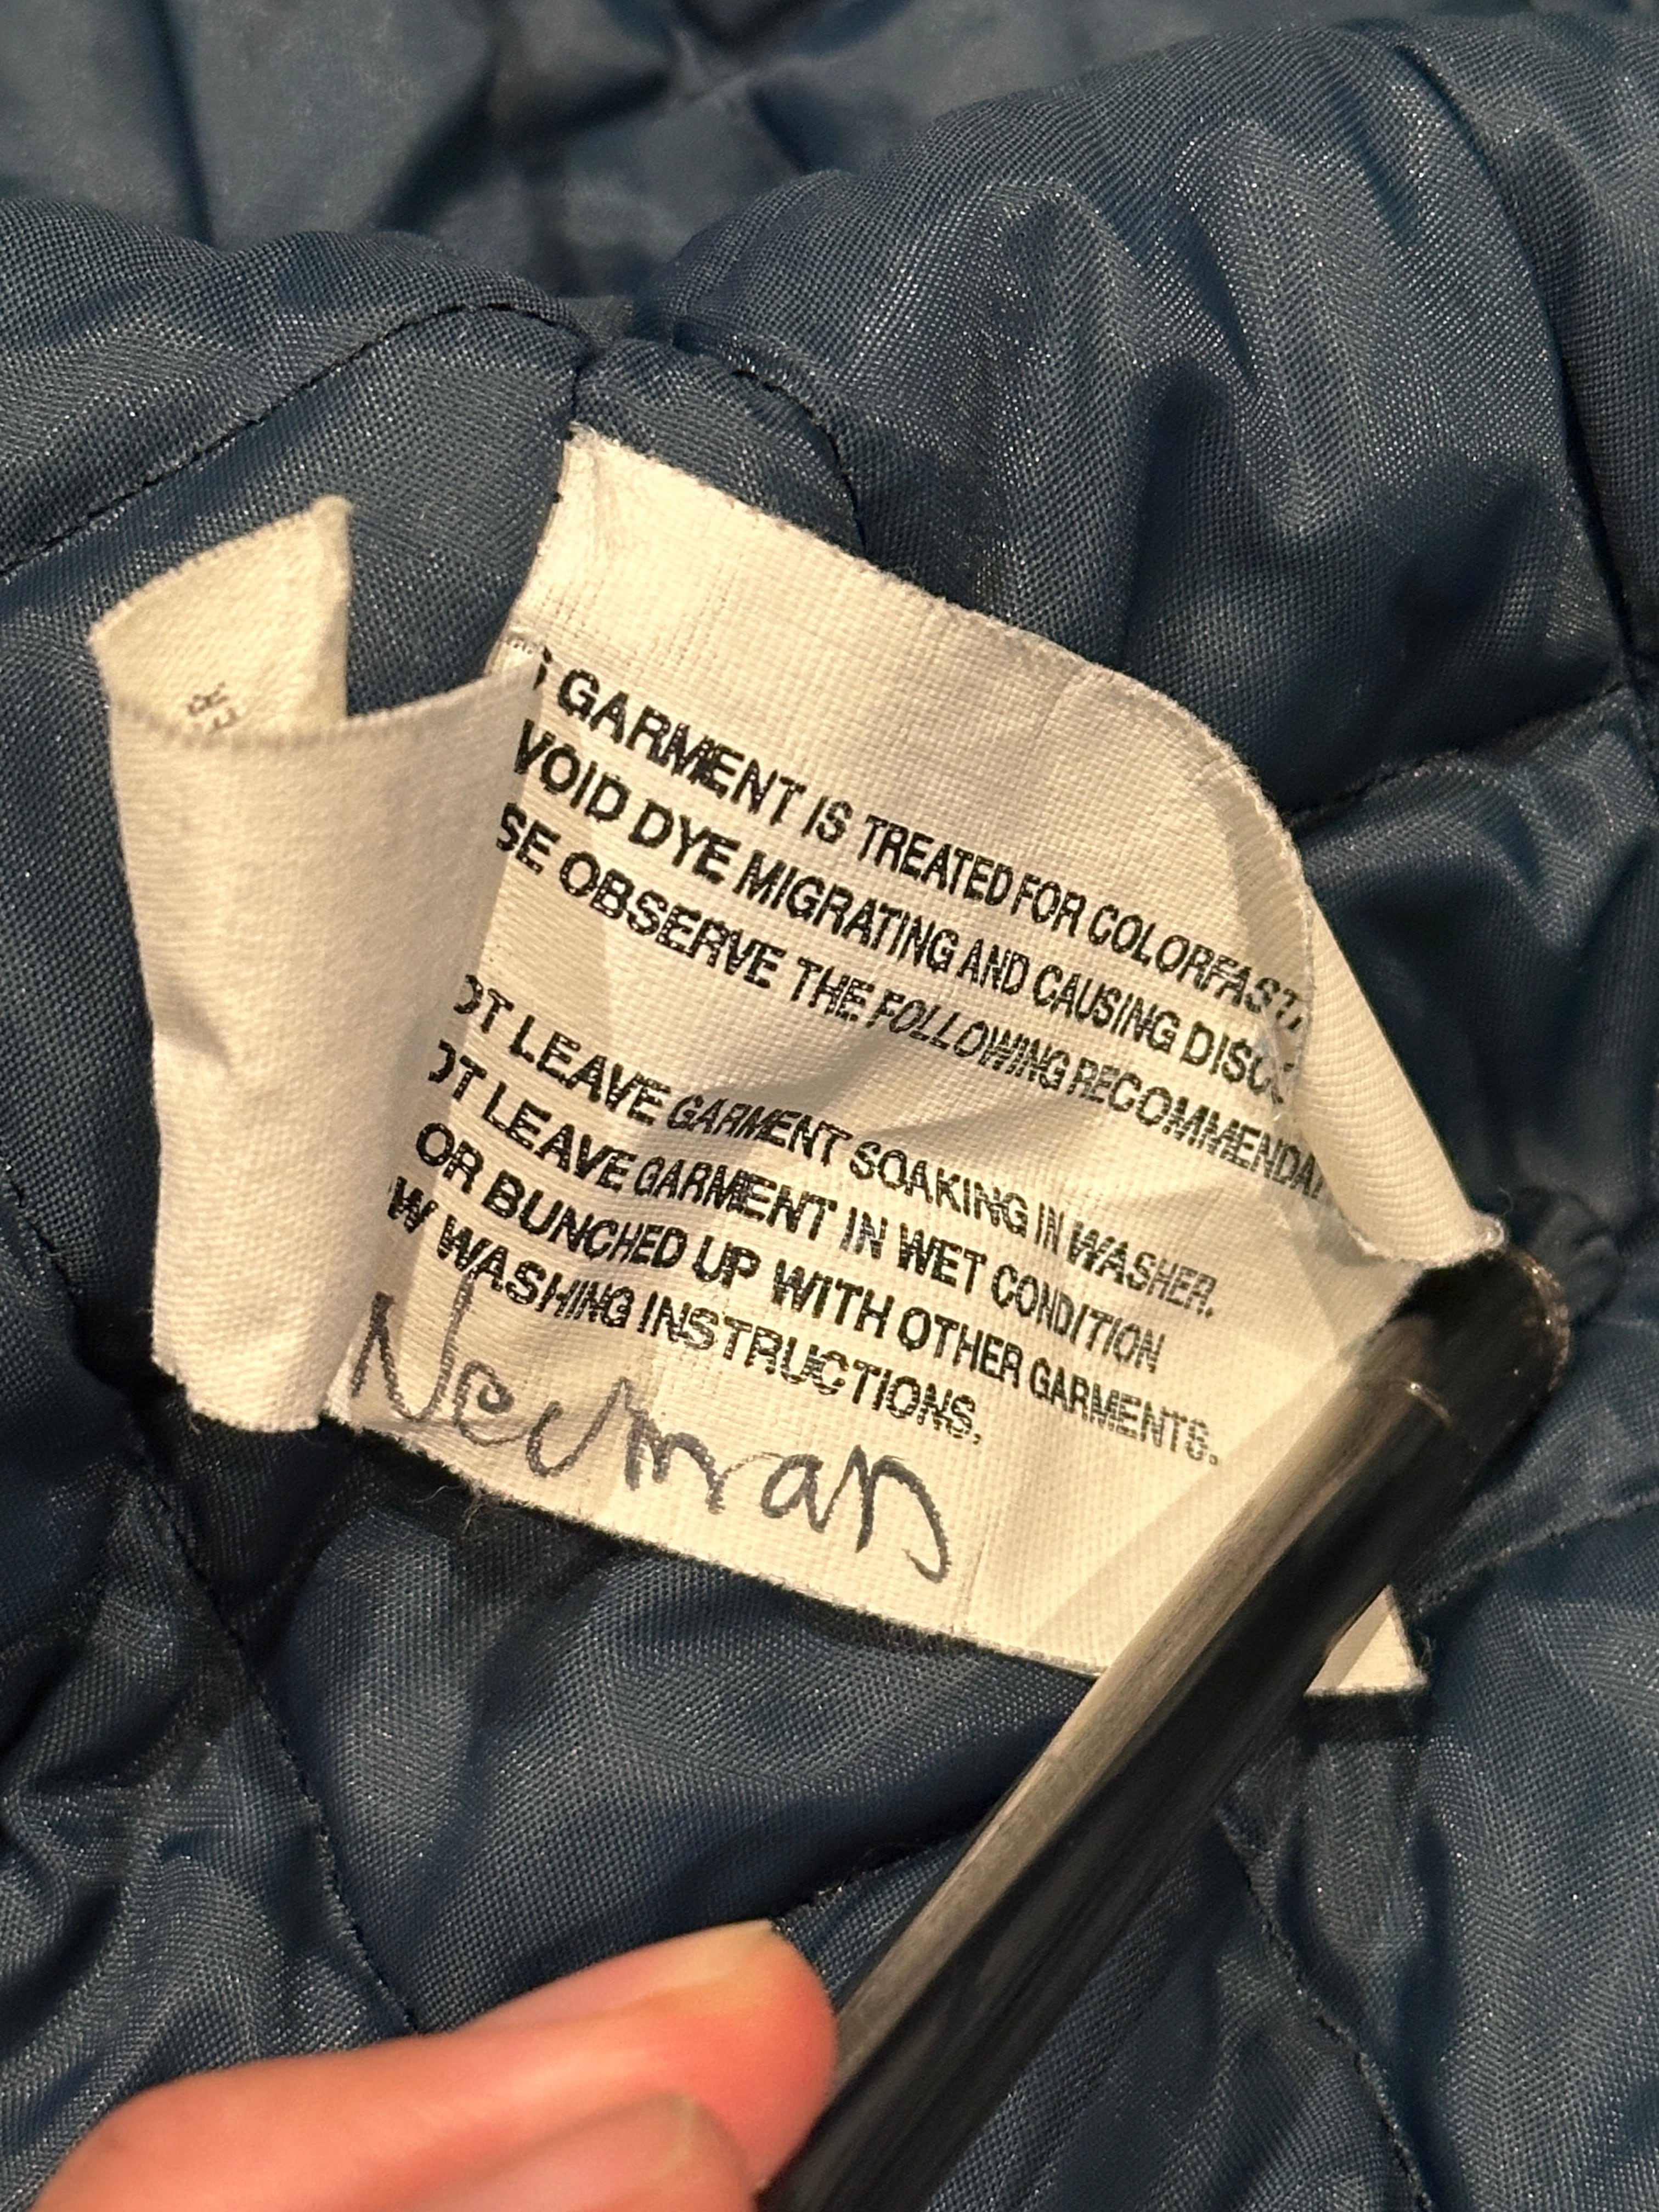 GARMENT IS TREATED FOR COLORFAST
VOID DYE MIGRATING AND CAUSING DISC
SE OBSERVE THE FOLLOWING RECOMMENDA
OT LEAVE GARMENT SOAKING IN WASHER.
OT LEAVE GARMENT IN WET CONDITION
OR BUNCHED UP WITH OTHER GARMENTS.
W WASHING INSTRUCTIONS.
Neuman